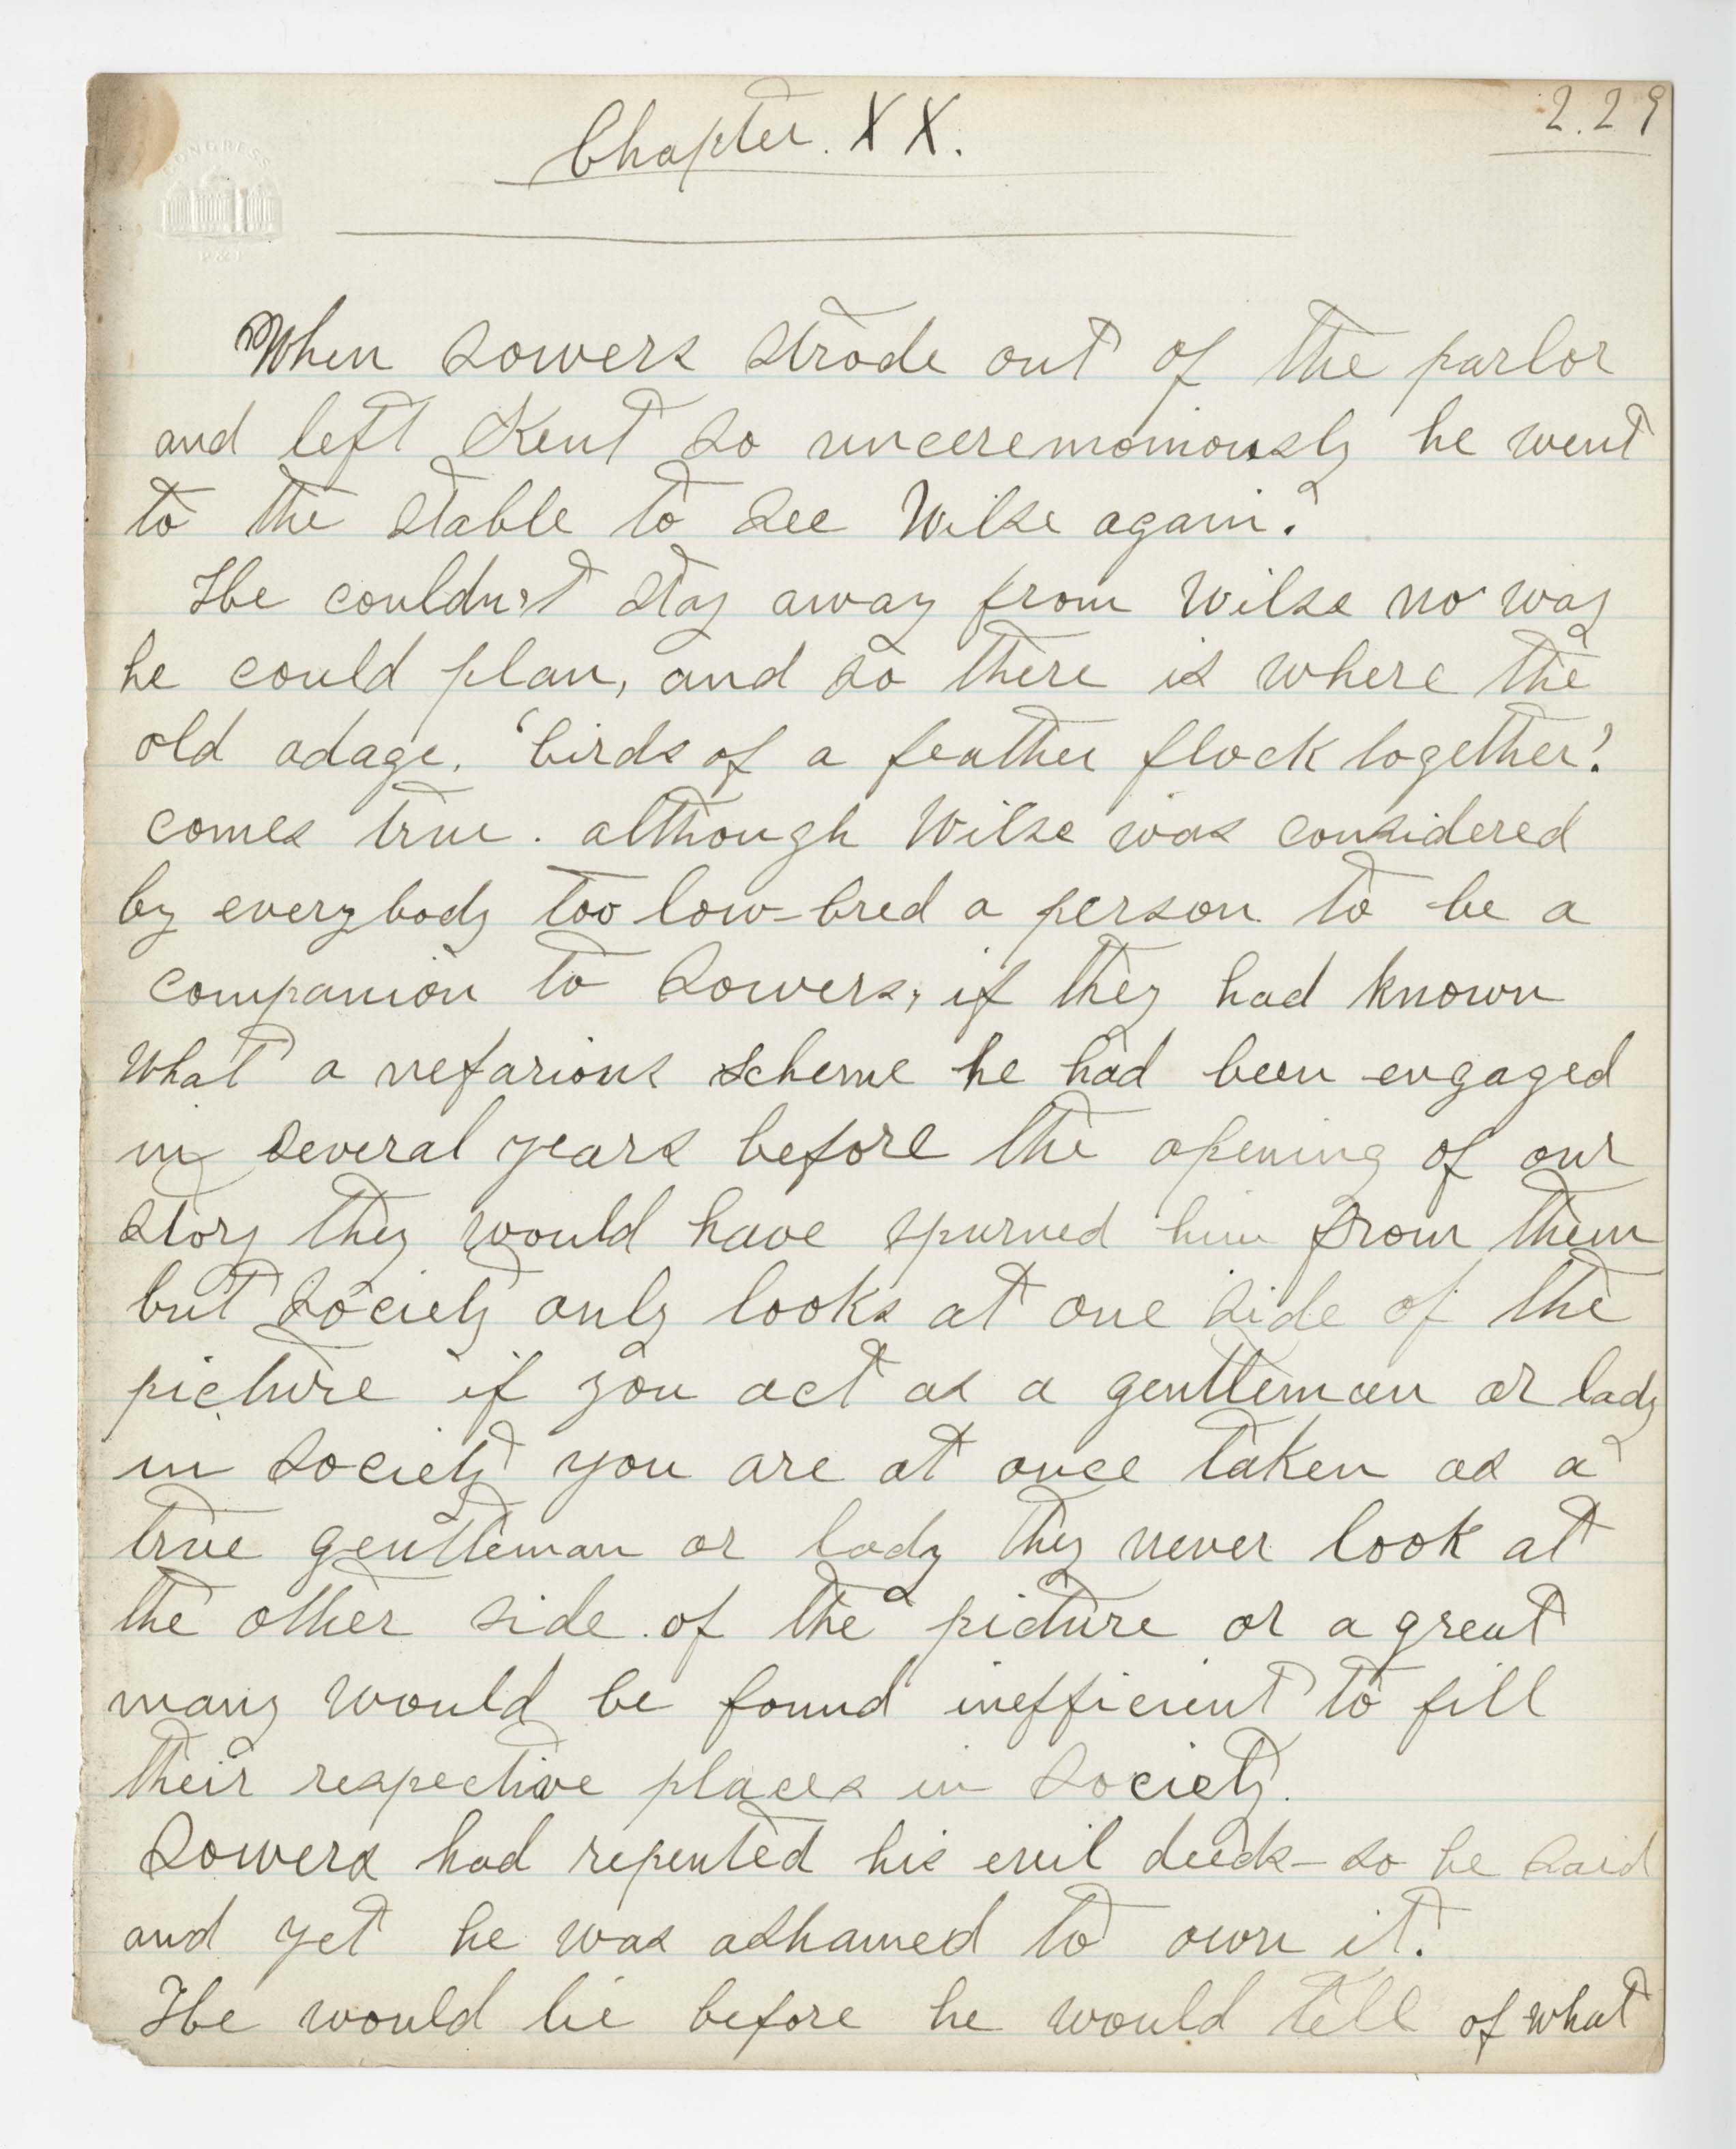 2.29
Chapter. XX.
CONGRESS
P & J
When Sowers strode out of the parlor
and left Kent so unceremoniously he went
to the stable to see Wilse again.
He couldn't stay away from Wilse no way
he could plan, and so there is where the
old adage, 'birds of a feather flock together'.
comes true. although Wilse was considered
by everybody too low-bred a person to be a
companion to Sowers, if they had known
what a nefarious scheme he had been engaged
in several years before the opening of our
story they would have spurned him from them
but society only looks at one side of the
picture if you act as a gentleman or lady
in society you are at once taken as a
true gentleman or lady they never look at
the other side of the picture or a great
many would be found inefficient to fill
their respective places in society.
Sowers had repented his evil deeds - so he said
and yet he was ashamed to own it.
He would lie before he would tell of what